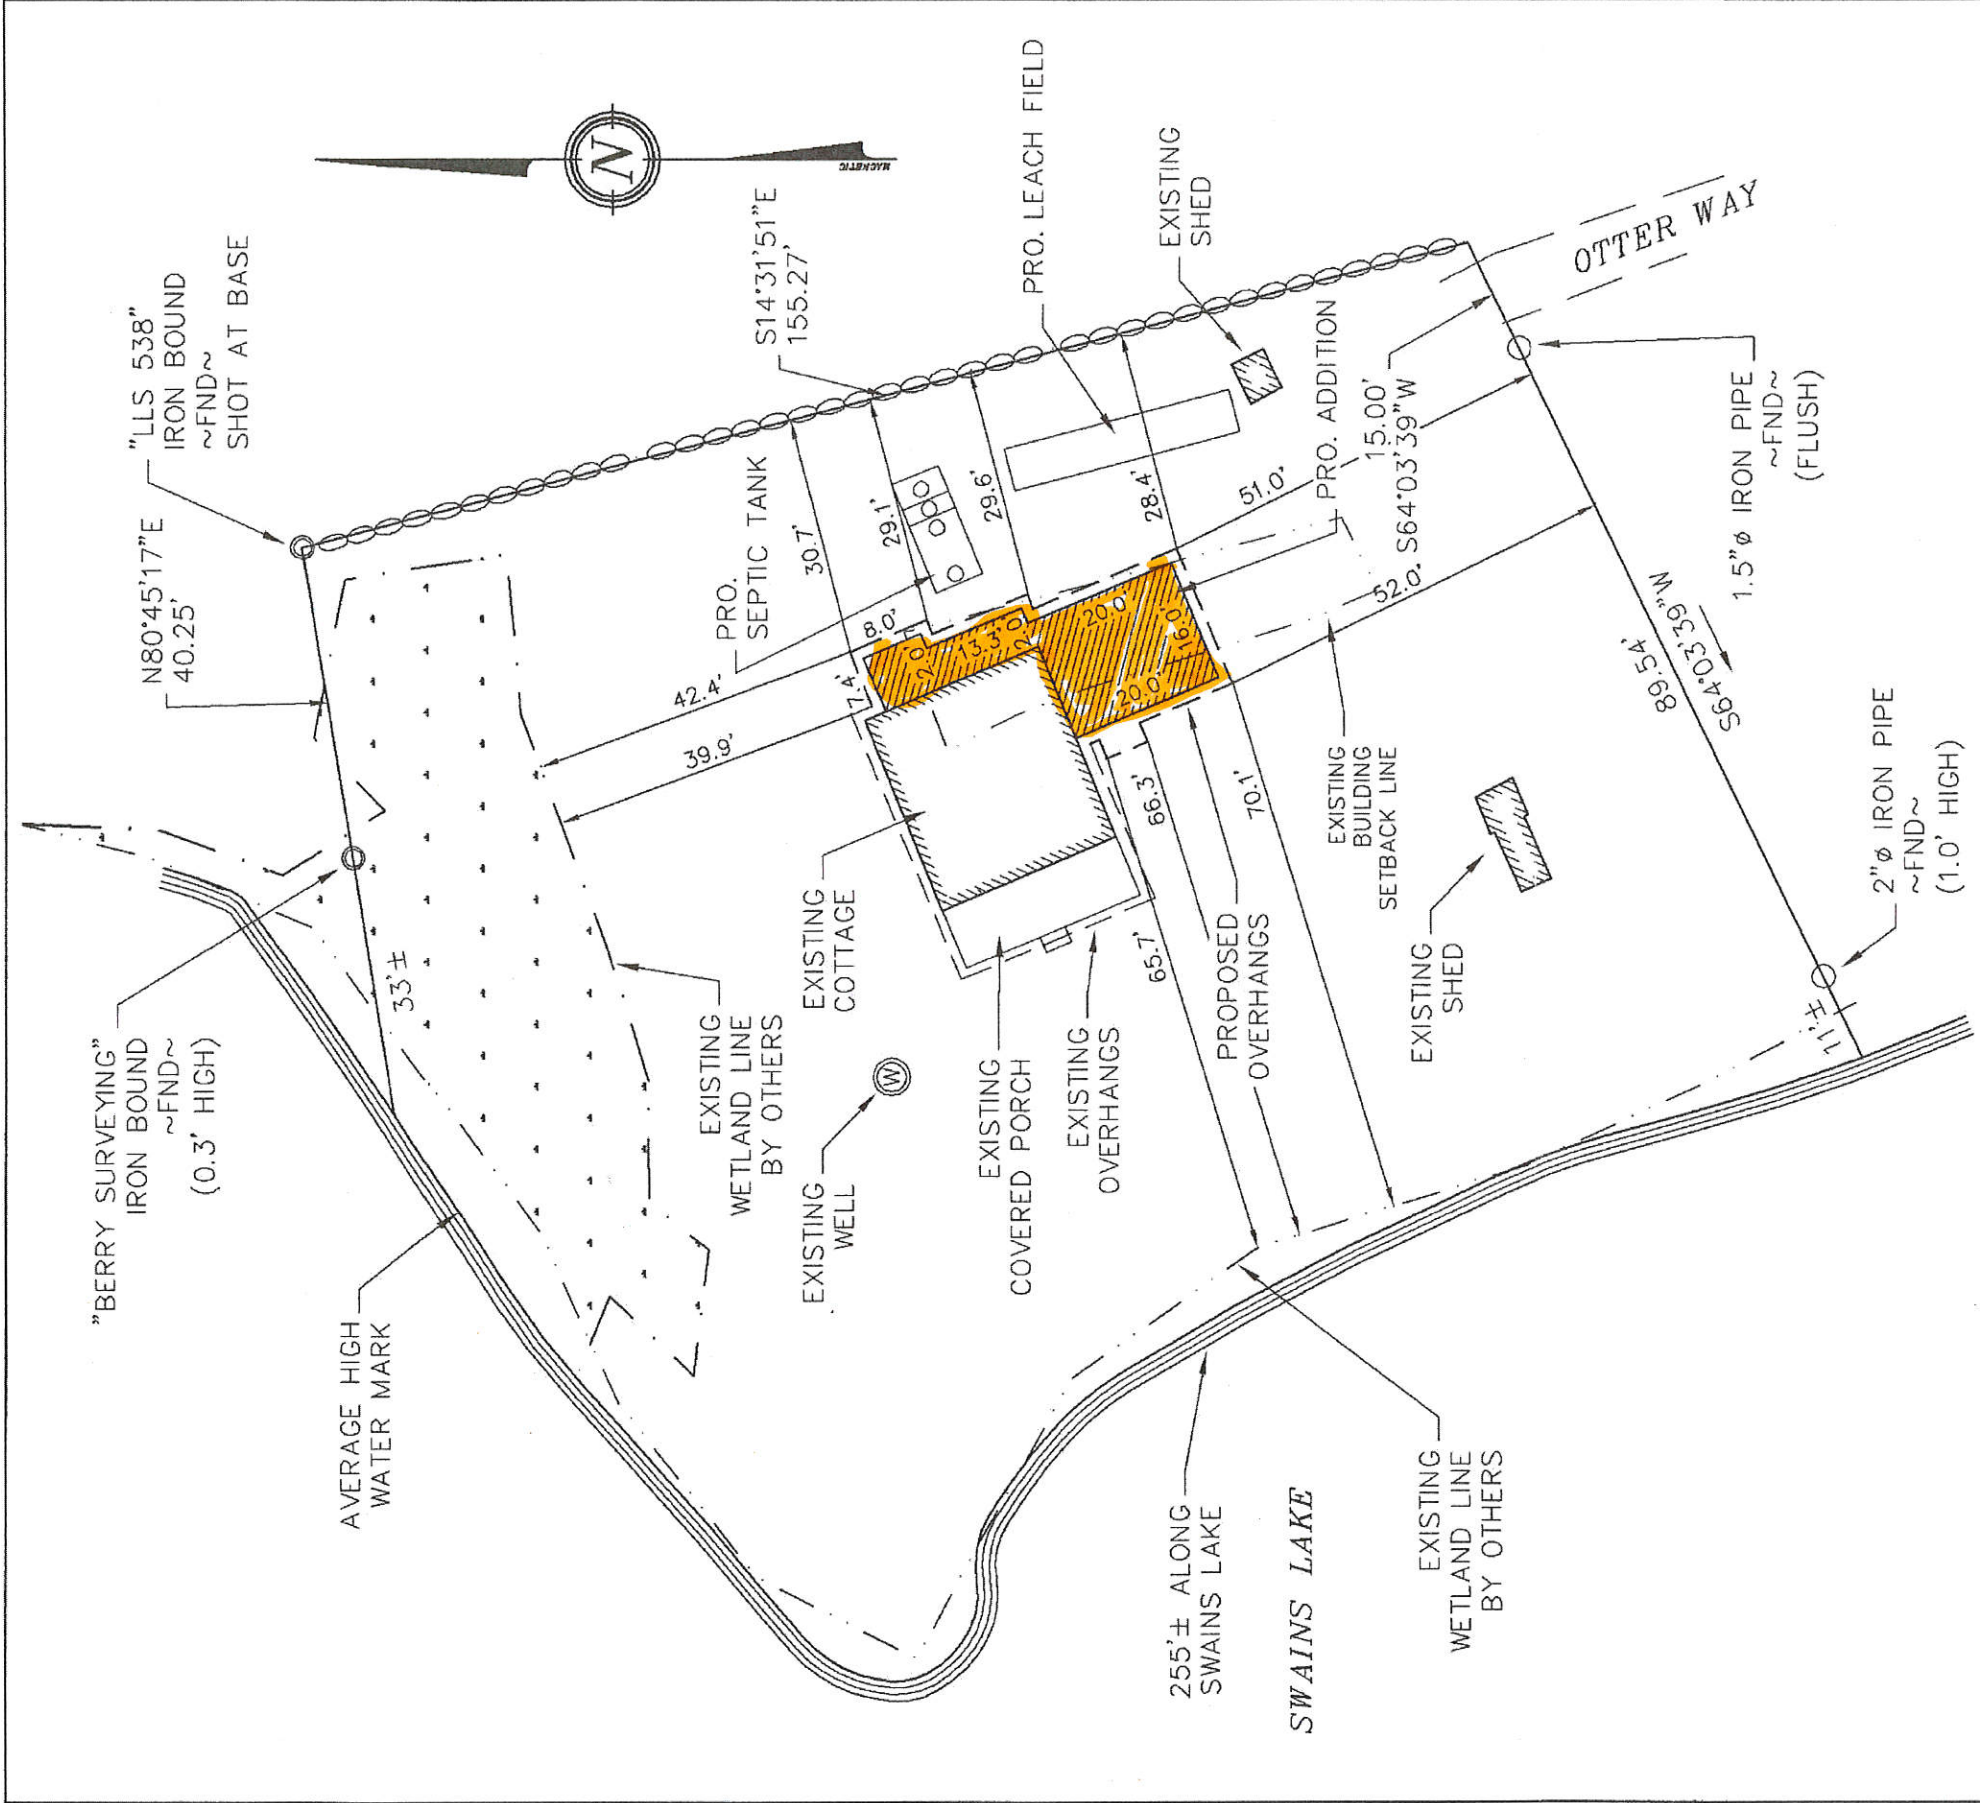 "BERRY SURVEYING"
IRON BOUND
~FND~
(0.3' HIGH)
"LLS 538"
IRON BOUND
~FND~
SHOT AT BASE
N80°45'17"E
40.25'
33'±
N
MAGNETIC
S14°31'51"E
155.27'
AVERAGE HIGH
WATER MARK
EXISTING
WETLAND LINE
BY OTHERS
PRO.
SEPTIC TANK
42.4'
39.9'
30.7'
29.1'
29.6'
28.4'
8.0'
7.4'
2.0'
13.3'
2.0'
20.0'
20.0'
16.0'
PRO. LEACH FIELD
EXISTING
SHED
PRO. ADDITION
15.00'
S64°03'39"W
51.0'
52.0'
OTTER WAY
EXISTING
COTTAGE
EXISTING
WELL
W
EXISTING
COVERED PORCH
EXISTING
OVERHANGS
PROPOSED
OVERHANGS
65.7'
66.3'
70.1'
EXISTING
BUILDING
SETBACK LINE
EXISTING
SHED
89.54'
S64°03'39"W
1.5"ø IRON PIPE
~FND~
(FLUSH)
2"ø IRON PIPE
~FND~
(1.0' HIGH)
11'±
255'± ALONG
SWAINS LAKE
SWAINS LAKE
EXISTING
WETLAND LINE
BY OTHERS